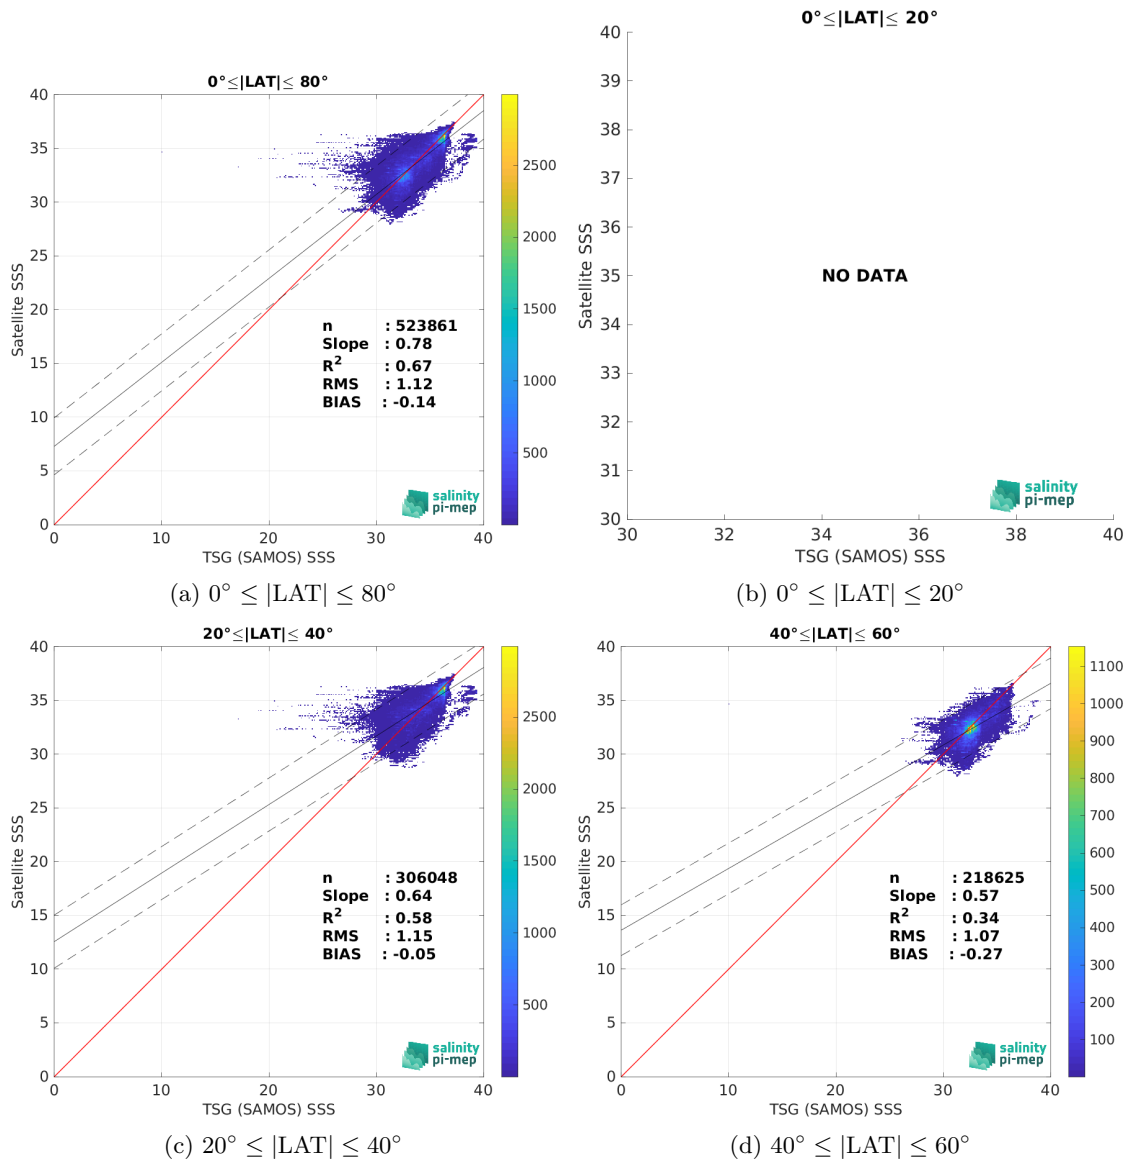 0°≤|LAT|≤ 80°
40
35
30
25
20
15
10
5
0
Satellite SSS
n : 523861
Slope : 0.78
R² : 0.67
RMS : 1.12
BIAS : -0.14
salinity
pi-mep
0 10 20 30 40
TSG (SAMOS) SSS
2500
2000
1500
1000
500
(a) 0° ≤ |LAT| ≤ 80°
0°≤|LAT|≤ 20°
40
39
38
37
36
35
34
33
32
31
30
Satellite SSS
NO DATA
salinity
pi-mep
30 32 34 36 38 40
TSG (SAMOS) SSS
(b) 0° ≤ |LAT| ≤ 20°
20°≤|LAT|≤ 40°
40
35
30
25
20
15
10
5
0
Satellite SSS
n : 306048
Slope : 0.64
R² : 0.58
RMS : 1.15
BIAS : -0.05
salinity
pi-mep
0 10 20 30 40
TSG (SAMOS) SSS
2500
2000
1500
1000
500
(c) 20° ≤ |LAT| ≤ 40°
40°≤|LAT|≤ 60°
40
35
30
25
20
15
10
5
0
Satellite SSS
n : 218625
Slope : 0.57
R² : 0.34
RMS : 1.07
BIAS : -0.27
salinity
pi-mep
0 10 20 30 40
TSG (SAMOS) SSS
1100
1000
900
800
700
600
500
400
300
200
100
(d) 40° ≤ |LAT| ≤ 60°